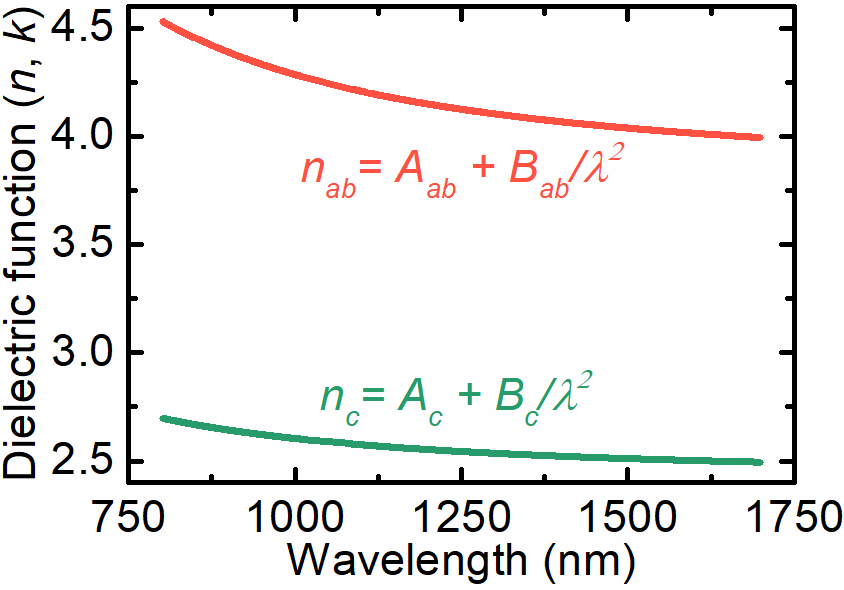 Dielectric function (n, k)
4.5
4.0
3.5
3.0
2.5
n_ab= A_ab + B_ab/λ²
n_c= A_c + B_c/λ²
750 1000 1250 1500 1750
Wavelength (nm)